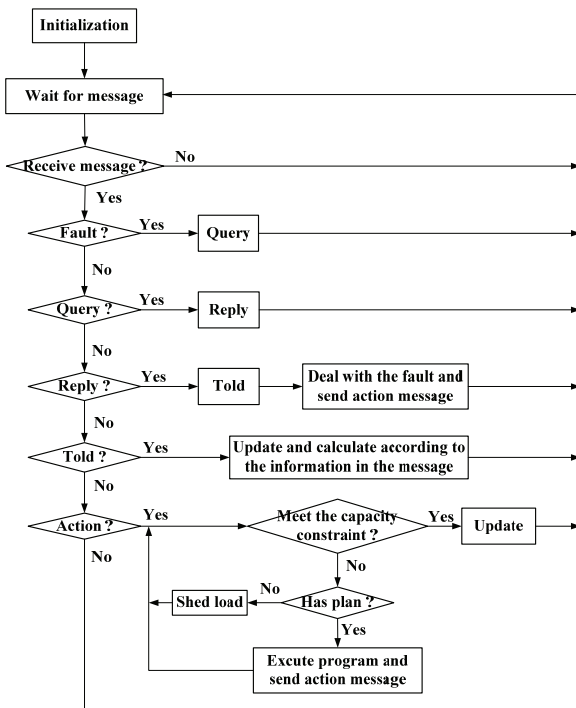 Initialization
Wait for message
Receive message ?
No
Yes
Fault ?
Yes
Query
No
Query ?
Yes
Reply
No
Reply ?
Yes
Told
Deal with the fault and
send action message
No
Told ?
Yes
Update and calculate according to
the information in the message
No
Action ?
Yes
Meet the capacity
constraint ?
Yes
Update
No
No
Has plan ?
No
Shed load
Yes
Excute program and
send action message